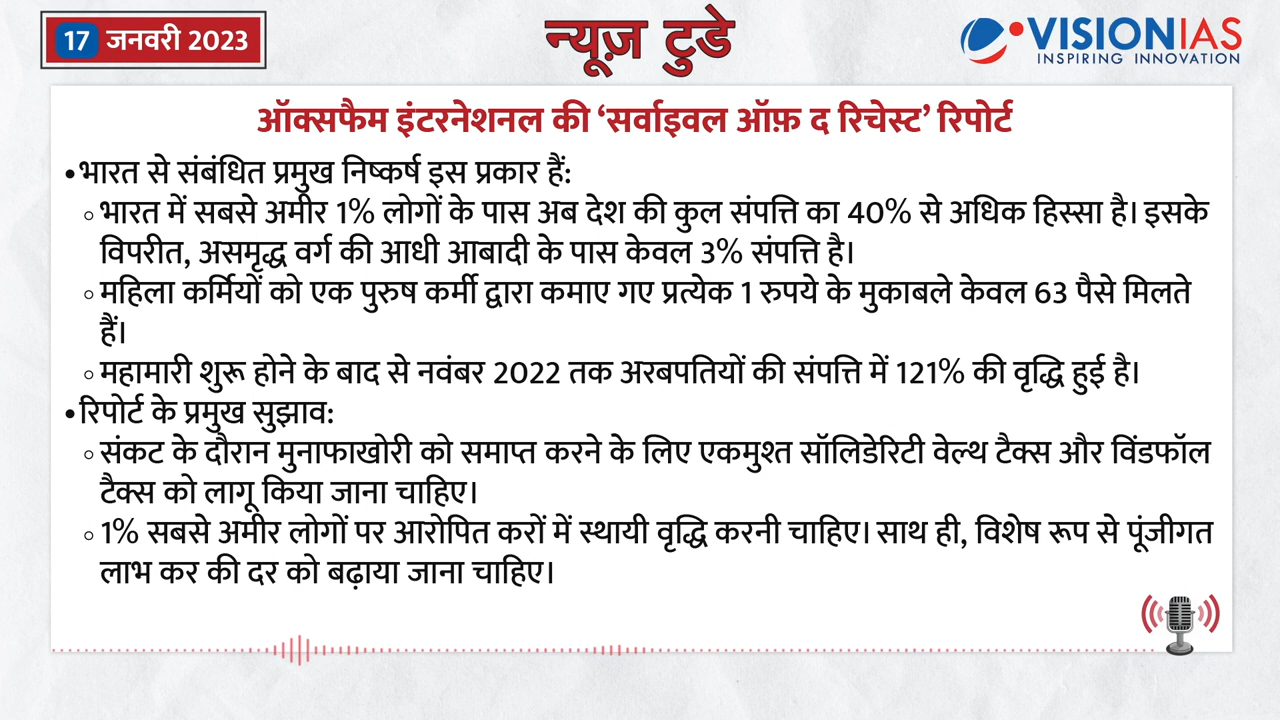 17 जनवरी 2023
न्यूज़ टुडे
VISIONIAS
INSPIRING INNOVATION
ऑक्सफैम इंटरनेशनल की ‘सर्वाइवल ऑफ़ द रिचेस्ट’ रिपोर्ट
•भारत से संबंधित प्रमुख निष्कर्ष इस प्रकार हैं:
◦भारत में सबसे अमीर 1% लोगों के पास अब देश की कुल संपत्ति का 40% से अधिक हिस्सा है। इसके
विपरीत, असमृद्ध वर्ग की आधी आबादी के पास केवल 3% संपत्ति है।
◦महिला कर्मियों को एक पुरुष कर्मी द्वारा कमाए गए प्रत्येक 1 रुपये के मुकाबले केवल 63 पैसे मिलते
हैं।
◦महामारी शुरू होने के बाद से नवंबर 2022 तक अरबपतियों की संपत्ति में 121% की वृद्धि हुई है।
•रिपोर्ट के प्रमुख सुझाव:
◦संकट के दौरान मुनाफाखोरी को समाप्त करने के लिए एकमुश्त सॉलिडेरिटी वेल्थ टैक्स और विंडफॉल
टैक्स को लागू किया जाना चाहिए।
◦1% सबसे अमीर लोगों पर आरोपित करों में स्थायी वृद्धि करनी चाहिए। साथ ही, विशेष रूप से पूंजीगत
लाभ कर की दर को बढ़ाया जाना चाहिए।